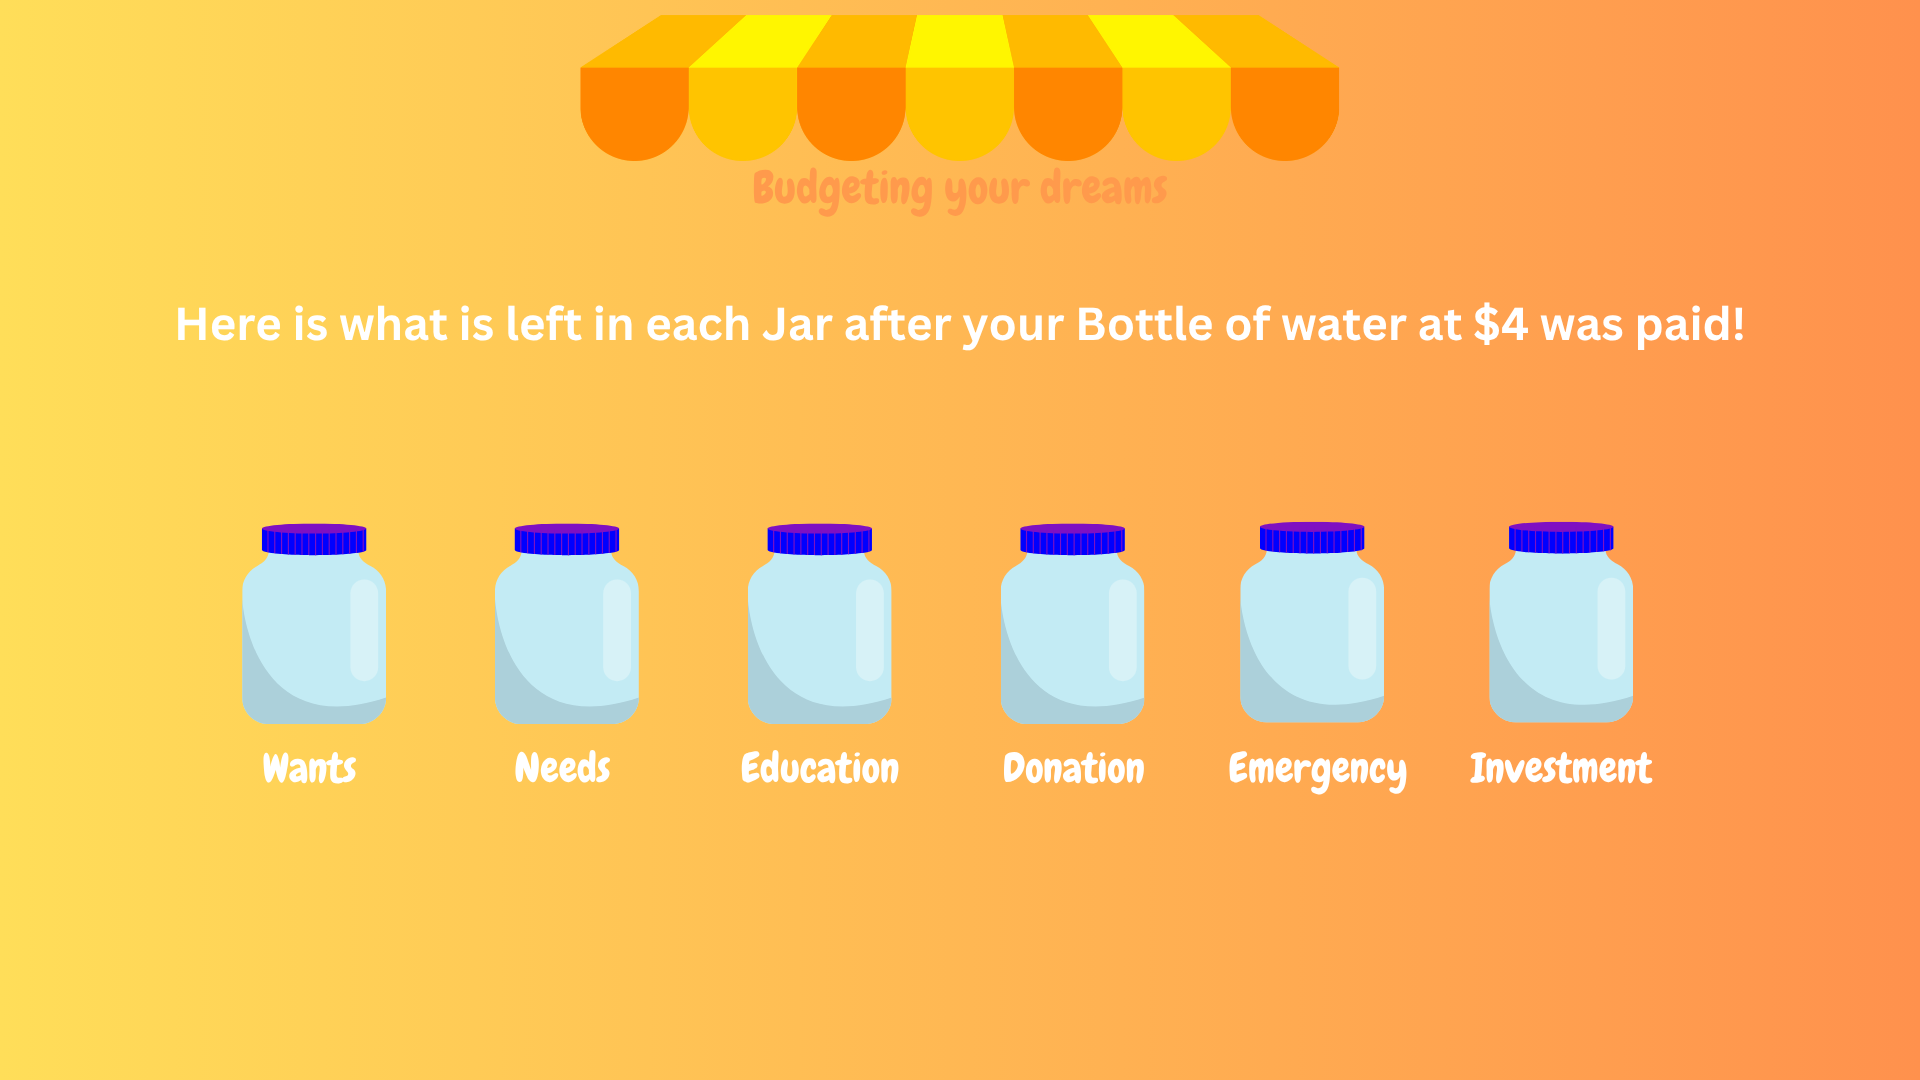 Budgeting your dreams
Here is what is left in each Jar after your Bottle of water at $4 was paid!
Wants Needs Education Donation Emergency Investment